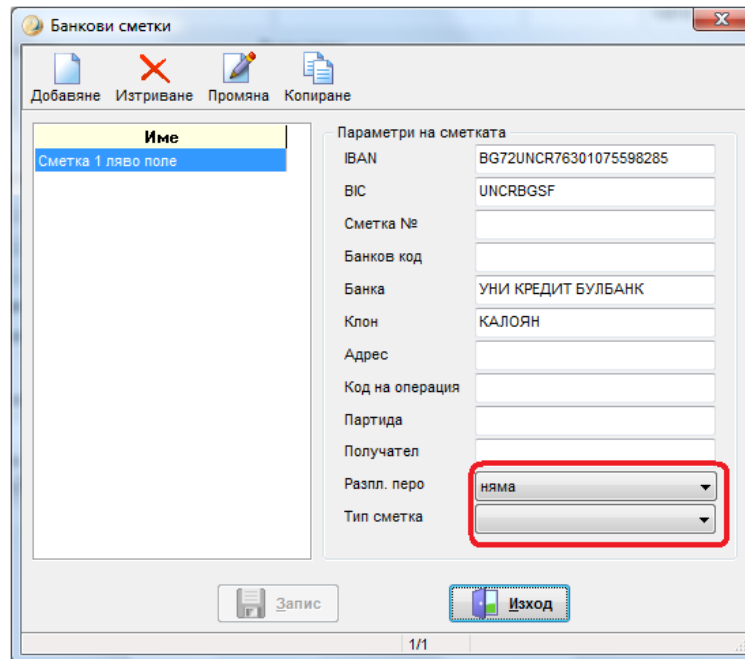 Банкови сметки
Добавяне Изтриване Промяна Копиране
Име
Сметка 1 ляво поле
Параметри на сметката
IBAN BG72UNCR76301075598285
BIC UNCRBGSF
Сметка №
Банков код
Банка УНИ КРЕДИТ БУЛБАНК
Клон КАЛОЯН
Адрес
Код на операция
Партида
Получател
Разпл. перо няма
Тип сметка
Запис Изход
1/1